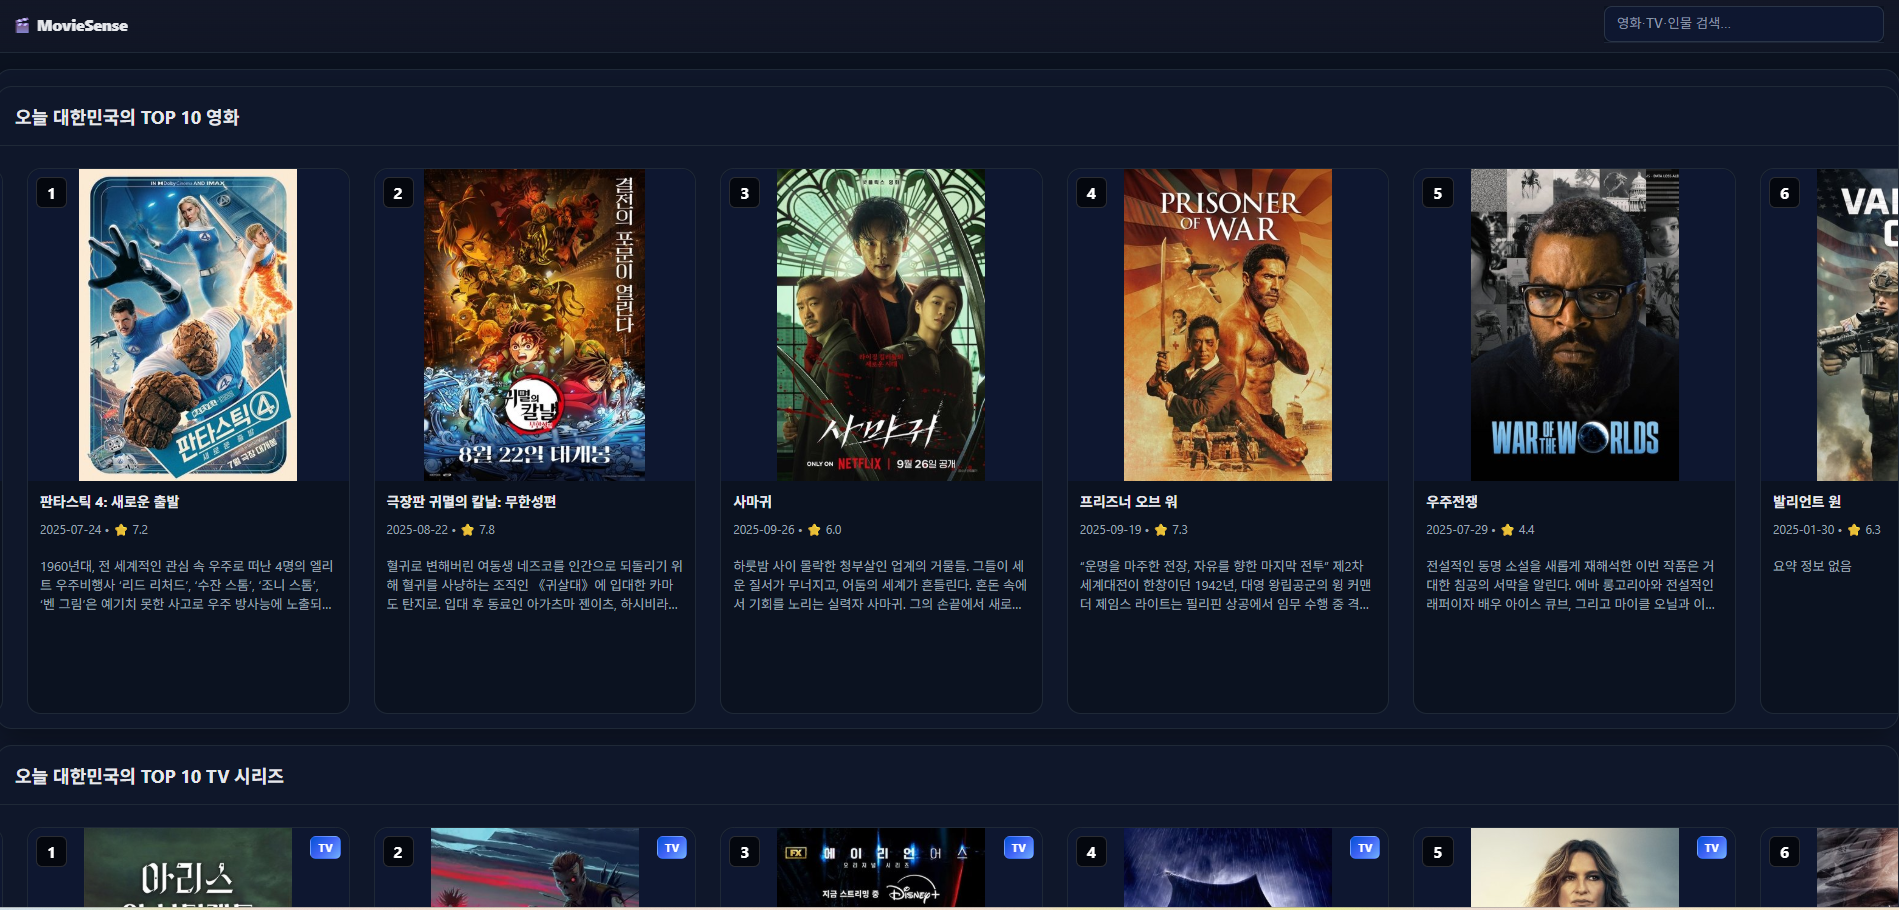 MovieSense
영화·TV·인물 검색...
오늘 대한민국의 TOP 10 영화
1
IN Dolby Cinema AND IMAX
판타스틱 4
새로운 출발
7월 극장 대개봉
판타스틱 4: 새로운 출발
2025-07-24 • ⭐ 7.2
1960년대, 전 세계적인 관심 속 우주로 떠난 4명의 엘리
트 우주비행사 ‘리드 리처드’, ‘수잔 스톰’, ‘조니 스톰’,
‘벤 그림’은 예기치 못한 사고로 우주 방사능에 노출되...
2
결전의 포문이 열린다
귀멸의
칼날
무한성편
8월 22일 대개봉
극장판 귀멸의 칼날: 무한성편
2025-08-22 • ⭐ 7.8
혈귀로 변해버린 여동생 네즈코를 인간으로 되돌리기 위
해 혈귀를 사냥하는 조직인 《귀살대》에 입대한 카마
도 탄지로. 입대 후 동료인 아가츠마 젠이츠, 하시비라...
3
넷플릭스 영화
사마귀
ONLY ON NETFLIX | 9월 26일 공개
사마귀
2025-09-26 • ⭐ 6.0
하룻밤 사이 몰락한 청부살인 업계의 거물들. 그들이 세
운 질서가 무너지고, 어둠의 세계가 흔들린다. 혼돈 속에
서 기회를 노리는 실력자 사마귀. 그의 손끝에서 새로...
4
PRISONER
OF WAR
프리즈너 오브 워
2025-09-19 • ⭐ 7.3
“운명을 마주한 전장, 자유를 향한 마지막 전투” 제2차
세계대전이 한창이던 1942년, 대영 왕립공군의 윙 커맨
더 제임스 라이트는 필리핀 상공에서 임무 수행 중 격...
5
WAR OF THE WORLDS
우주전쟁
2025-07-29 • ⭐ 4.4
전설적인 동명 소설을 새롭게 재해석한 이번 작품은 거
대한 침공의 서막을 알린다. 에바 롱고리아와 전설적인
래퍼이자 배우 아이스 큐브, 그리고 마이클 오닐과 이...
6
VAL
발리언트 원
2025-01-30 • ⭐ 6.3
요약 정보 없음
오늘 대한민국의 TOP 10 TV 시리즈
1
아리스
TV
2
TV
3
FX 에이리언 어스
오리지널 시리즈
지금 스트리밍 중 Disney+
TV
4
TV
5
TV
6